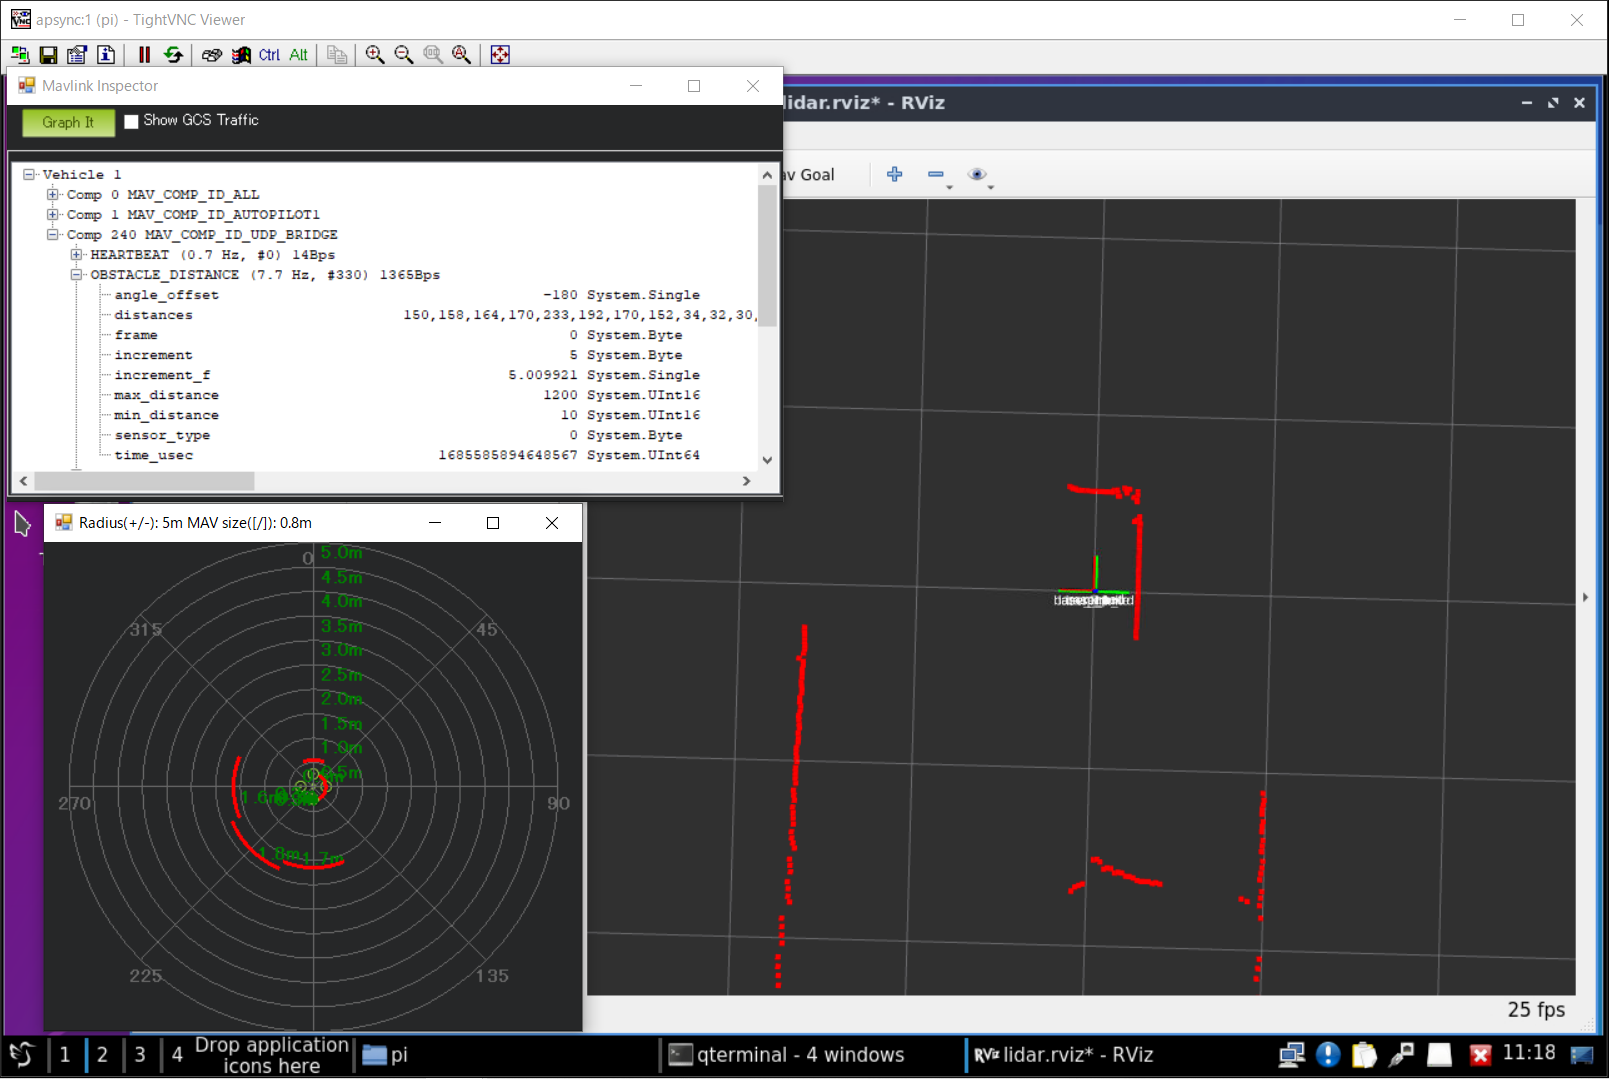 apsync:1 (pi) - TightVNC Viewer
Ctrl Alt
Mavlink Inspector
Graph It
Show GCS Traffic
Vehicle 1
Comp 0 MAV_COMP_ID_ALL
Comp 1 MAV_COMP_ID_AUTOPILOT1
Comp 240 MAV_COMP_ID_UDP_BRIDGE
HEARTBEAT (0.7 Hz, #0) 14Bps
OBSTACLE_DISTANCE (7.7 Hz, #330) 1365Bps
angle_offset -180 System.Single
distances 150,158,164,170,233,192,170,152,34,32,30,
frame 0 System.Byte
increment 5 System.Byte
increment_f 5.009921 System.Single
max_distance 1200 System.UInt16
min_distance 10 System.UInt16
sensor_type 0 System.Byte
time_usec 1685585894648567 System.UInt64
lidar.rviz* - RViz
av Goal
Radius(+/-): 5m MAV size([/]): 0.8m
0 5.0m
4.5m
4.0m
315 3.5m 45
3.0m
2.5m
2.0m
1.5m
1.0m
0.5m
270 1.6m 90
1.8m 1.7m
225 135
25 fps
1 2 3 4 Drop application icons here
pi
qterminal - 4 windows
RViz lidar.rviz* - RViz
11:18